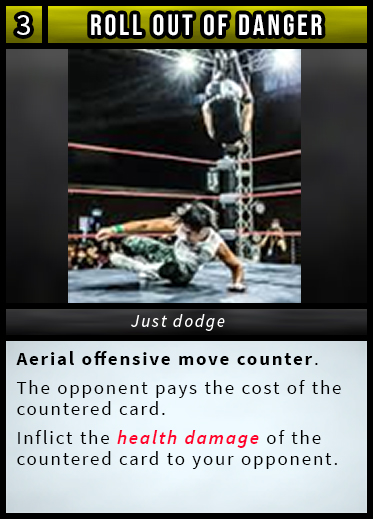 3 ROLL OUT OF DANGER
Just dodge
Aerial offensive move counter.
The opponent pays the cost of the
countered card.
Inflict the health damage of the
countered card to your opponent.